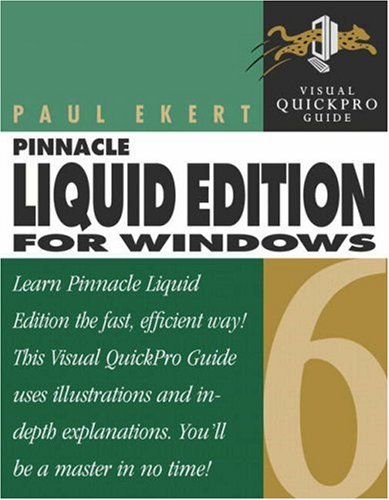 VISUAL
QUICKPRO
GUIDE
PAUL EKERT
PINNACLE
LIQUID EDITION
FOR WINDOWS
6
Learn Pinnacle Liquid
Edition the fast, efficient way!
This Visual QuickPro Guide
uses illustrations and in-
depth explanations. You'll
be a master in no time!